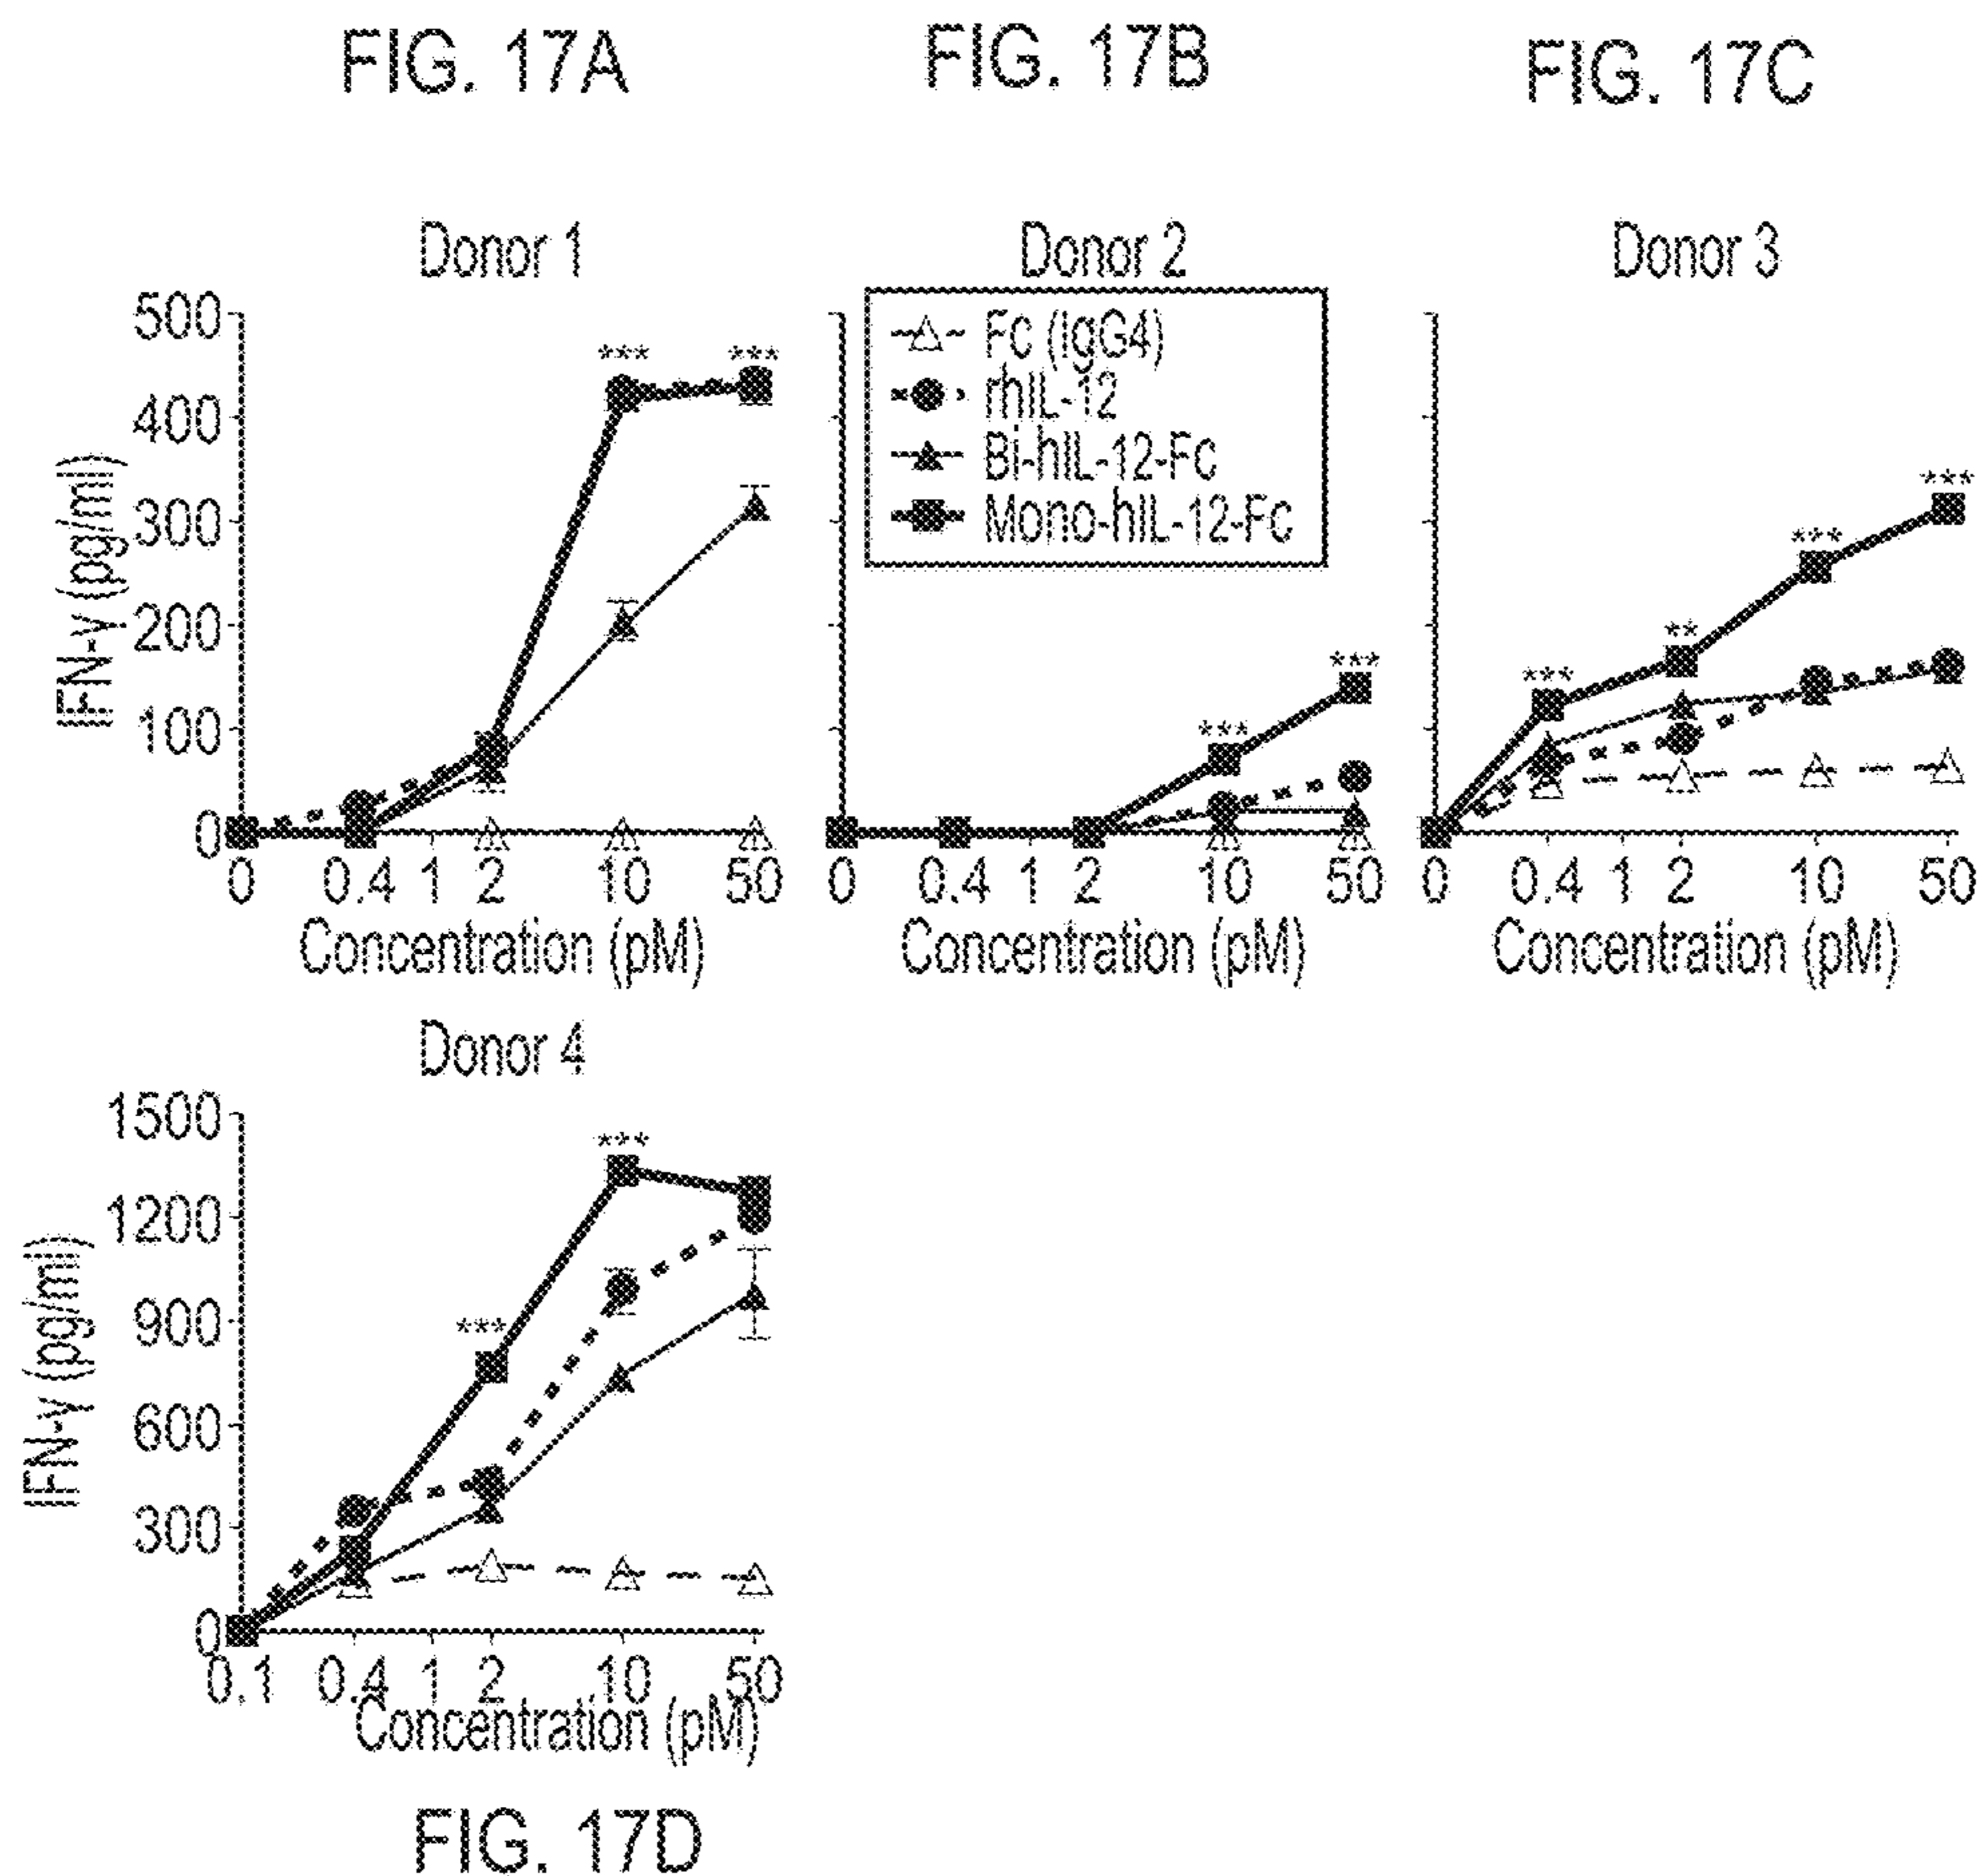 FIG. 17A FIG. 17B FIG. 17C
Donor 1 Donor 2 Donor 3
Fc (IgG4)
rhIL-12
Bi-hIL-12-Fc
Mono-hIL-12-Fc
IFN-γ (pg/ml)
500
400
300
200
100
0
*** ***
*** ***
*** ** *** ***
0 0.4 1 2 10 50 0 0.4 1 2 10 50 0 0.4 1 2 10 50
Concentration (pM) Concentration (pM) Concentration (pM)
Donor 4
IFN-γ (pg/ml)
1500
1200
900
600
300
0
*** ***
0.1 0.4 1 2 10 50
Concentration (pM)
FIG. 17D